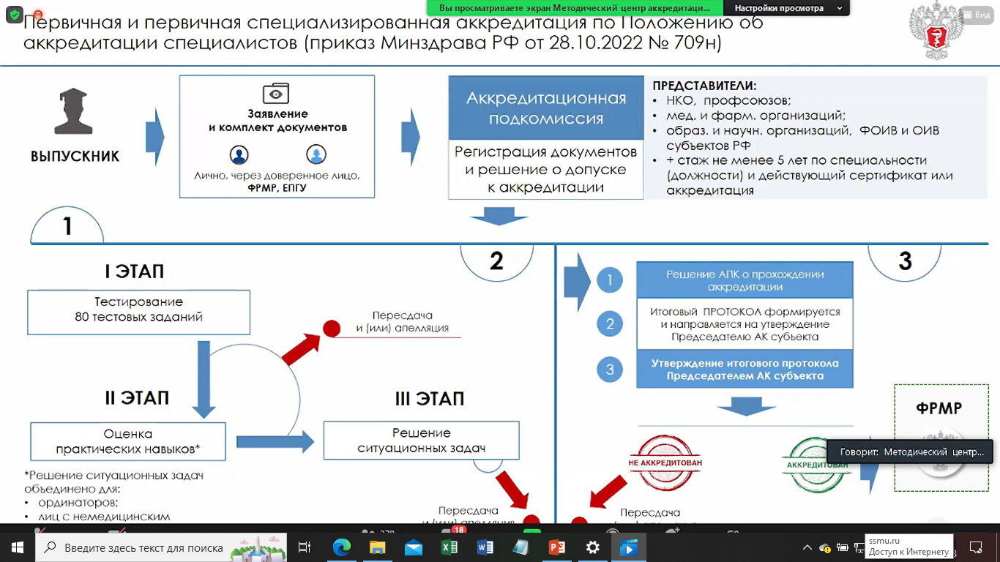 Вы просматриваете экран Методический центр аккредитаци...
Настройки просмотра
Вид
Первичная и первичная специализированная аккредитация по Положению об
аккредитации специалистов (приказ Минздрава РФ от 28.10.2022 № 709н)
ВЫПУСКНИК
Заявление
и комплект документов
Лично, через доверенное лицо,
ФРМР, ЕПГУ
Аккредитационная
подкомиссия
Регистрация документов
и решение о допуске
к аккредитации
ПРЕДСТАВИТЕЛИ:
• НКО, профсоюзов;
• мед. и фарм. организаций;
• образ. и научн. организаций, ФОИВ и ОИВ
субъектов РФ
• + стаж не менее 5 лет по специальности
(должности) и действующий сертификат или
аккредитация
1
2
3
I ЭТАП
Тестирование
80 тестовых заданий
Пересдача
и (или) апелляция
II ЭТАП
Оценка
практических навыков*
III ЭТАП
Решение
ситуационных задач
*Решение ситуационных задач
объединено для:
• ординаторов;
• лиц с немедицинским
Пересдача
и (или) апелляция
1
Решение АПК о прохождении
аккредитации
2
Итоговый ПРОТОКОЛ формируется
и направляется на утверждение
Председателю АК субъекта
3
Утверждение итогового протокола
Председателем АК субъекта
НЕ АККРЕДИТОВАН
АККРЕДИТОВАН
Пересдача
ФРМР
Говорит: Методический центр...
18
Введите здесь текст для поиска
ssmu.ru
Доступ к Интернету